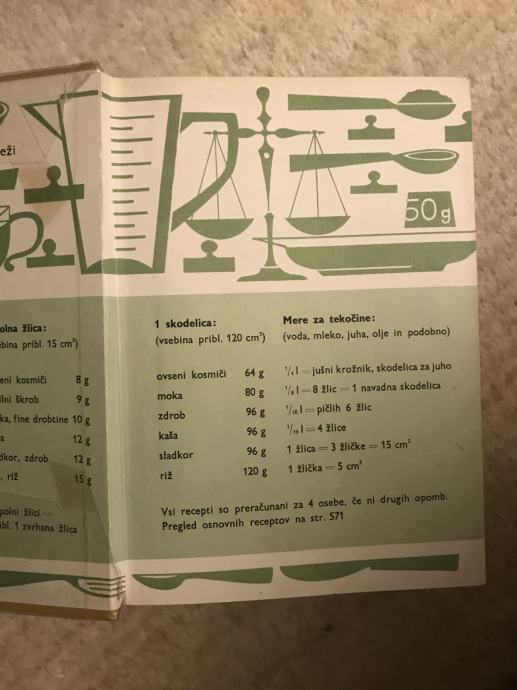 eži
50 g
olna žlica:
ebina pribl. 15 cm³)
eni kosmiči 8 g
lni škrob 9 g
ka, fine drobtine 10 g
a 12 g
dkor, zdrob 12 g
, riž 15 g
polni žlici =
ibl. 1 zvrhana žlica
1 skodelica:
(vsebina pribl. 120 cm³)
ovseni kosmiči 64 g
moka 80 g
zdrob 96 g
kaša 96 g
sladkor 96 g
riž 120 g
Mere za tekočine:
(voda, mleko, juha, olje in podobno)
¹/₄ l = jušni krožnik, skodelica za juho
¹/₈ l = 8 žlic = 1 navadna skodelica
¹/₁₀ l = pičlih 6 žlic
¹/₁₆ l = 4 žlice
1 žlica = 3 žličke = 15 cm³
1 žlička = 5 cm³
Vsi recepti so preračunani za 4 osebe, če ni drugih opomb.
Pregled osnovnih receptov na str. 571